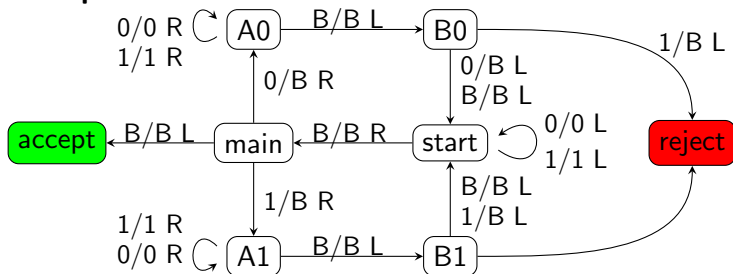 0/0 R
1/1 R
A0
B/B L
B0
1/B L
0/B R
0/B L
B/B L
accept
B/B L
main
B/B R
start
0/0 L
1/1 L
reject
1/B R
B/B L
1/B L
1/1 R
0/0 R
A1
B/B L
B1